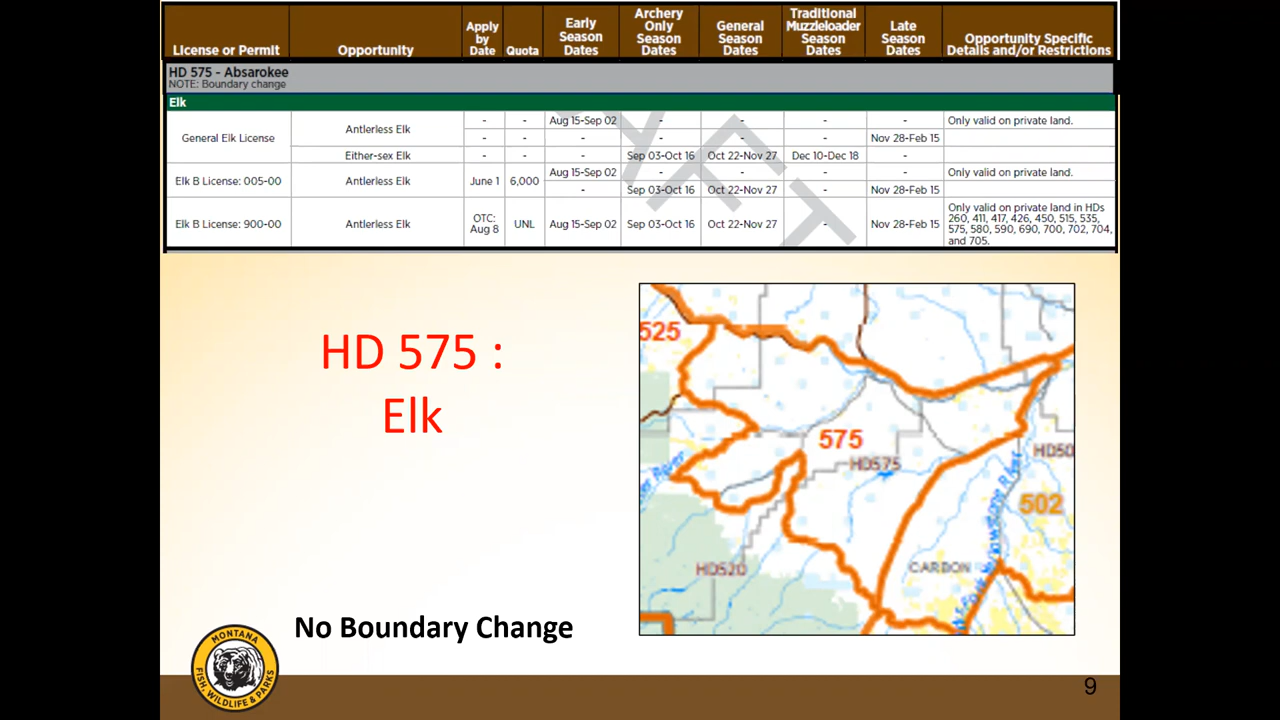 License or Permit Opportunity Apply by Date Quota Early Season Dates Archery Only Season Dates General Season Dates Traditional Muzzleloader Season Dates Late Season Dates Opportunity Specific Details and/or Restrictions
HD 575 - Absarokee
NOTE: Boundary change
Elk
General Elk License Antlerless Elk - - Aug 15-Sep 02 - - - - Only valid on private land.
- - - - - - Nov 28-Feb 15
Either-sex Elk - - - Sep 03-Oct 16 Oct 22-Nov 27 Dec 10-Dec 18 -
Elk B License: 005-00 Antlerless Elk June 1 6,000 Aug 15-Sep 02 - - - - Only valid on private land.
- Sep 03-Oct 16 Oct 22-Nov 27 - Nov 28-Feb 15
Elk B License: 900-00 Antlerless Elk OTC: Aug 8 UNL Aug 15-Sep 02 Sep 03-Oct 16 Oct 22-Nov 27 - Nov 28-Feb 15
Only valid on private land in HDs
260, 411, 417, 426, 450, 515, 535,
575, 580, 590, 690, 700, 702, 704,
and 705.
AFT
HD 575 :
Elk
525
575
HD575
HD50
502
River
HD520
CARBON
No Boundary Change
MONTANA
FISH, WILDLIFE & PARKS
9